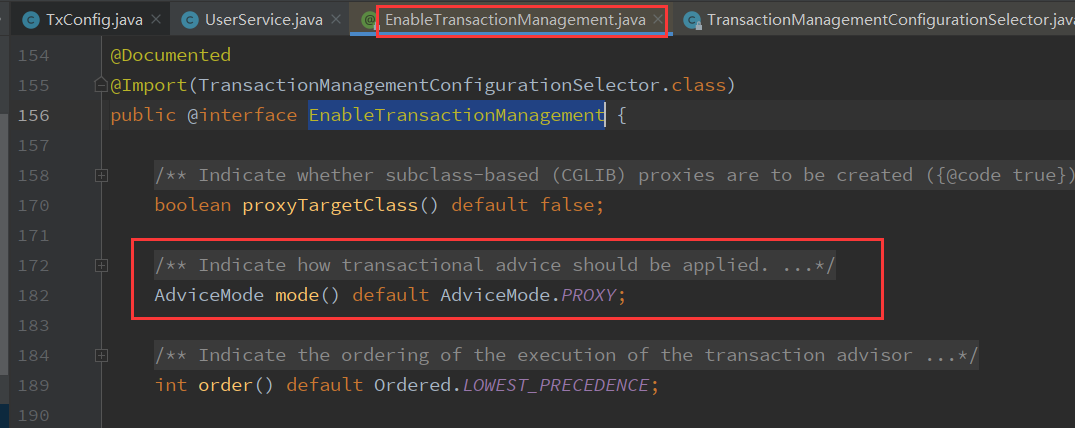 TxConfig.java UserService.java EnableTransactionManagement.java TransactionManagementConfigurationSelector.java
154 @Documented
155 @Import(TransactionManagementConfigurationSelector.class)
156 public @interface EnableTransactionManagement {
157
158 /** Indicate whether subclass-based (CGLIB) proxies are to be created ({@code true})
170 boolean proxyTargetClass() default false;
171
172 /** Indicate how transactional advice should be applied. ...*/
182 AdviceMode mode() default AdviceMode.PROXY;
183
184 /** Indicate the ordering of the execution of the transaction advisor ...*/
189 int order() default Ordered.LOWEST_PRECEDENCE;
190